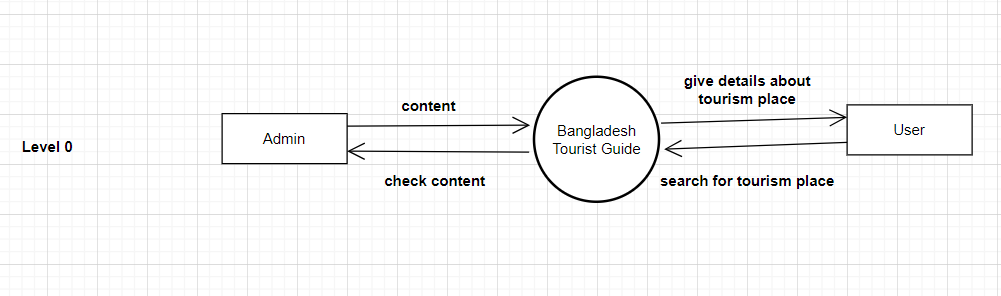 give details about
tourism place
content
Bangladesh
Tourist Guide
User
Admin
Level 0
check content
search for tourism place